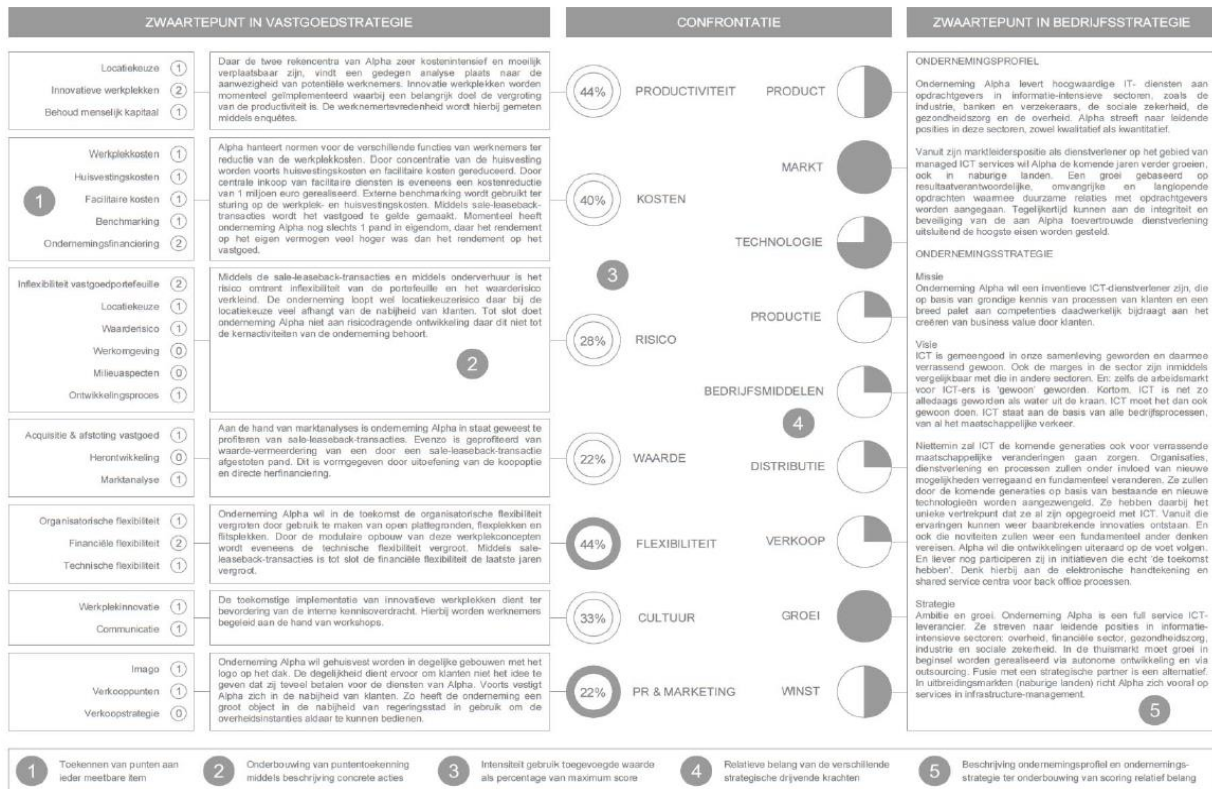 ZWAARTEPUNT IN VASTGOEDSTRATEGIE
CONFRONTATIE
ZWAARTEPUNT IN BEDRIJFSSTRATEGIE
Locatiekeuze 1
Innovatieve werkplekken 2
Behoud menselijk kapitaal 1
Daar de twee rekencentra van Alpha zeer kostenintensief en moeilijk
verplaatsbaar zijn, vindt een gedegen analyse plaats naar de
aanwezigheid van potentiële werknemers. Innovatie werkplekken worden
momenteel geïmplementeerd waarbij een belangrijk doel de vergroting
van de productiviteit is. De werknemertevredenheid wordt hierbij gemeten
middels enquêtes.
44% PRODUCTIVITEIT
1
Werkplekkosten 1
Huisvestingskosten 1
Facilitaire kosten 1
Benchmarking 1
Ondernemingsfinanciering 2
Alpha hanteert normen voor de verschillende functies van werknemers ter
reductie van de werkplekkosten. Door concentratie van de huisvesting
worden voorts huisvestingskosten en facilitaire kosten gereduceerd. Door
centrale inkoop van facilitaire diensten is eveneens een kostenreductie
van 1 miljoen euro gerealiseerd. Externe benchmarking wordt gebruikt ter
sturing op de werkplek- en huisvestingskosten. Middels sale-leaseback-
transacties wordt het vastgoed te gelde gemaakt. Momenteel heeft
onderneming Alpha nog slechts 1 pand in eigendom, daar het rendement
op het eigen vermogen veel hoger was dan het rendement op het
vastgoed.
40% KOSTEN
3
Inflexibiliteit vastgoedportefeuille 2
Locatiekeuze 1
Waarderisico 1
Werkomgeving 0
Milieuaspecten 0
Ontwikkelingsproces 1
Middels de sale-leaseback-transacties en middels onderverhuur is het
risico omtrent inflexibiliteit van de portefeuille en het waarderisico
verkleind. De onderneming loopt wel locatiekeuzerisico daar bij de
locatiekeuze veel afhangt van de nabijheid van klanten. Tot slot doet
onderneming Alpha niet aan risicodragende ontwikkeling daar dit niet tot
de kernactiviteiten van de onderneming behoort.
2
28% RISICO
Acquisitie & afstoting vastgoed 1
Herontwikkeling 0
Marktanalyse 1
Aan de hand van marktanalyses is onderneming Alpha in staat geweest te
profiteren van sale-leaseback-transacties. Evenzo is geprofiteerd van
waarde-vermeerdering van een door een sale-leaseback-transactie
afgestoten pand. Dit is vormgegeven door uitoefening van de koopoptie
en directe herfinanciering.
22% WAARDE
Organisatorische flexibiliteit 1
Financiële flexibiliteit 2
Technische flexibiliteit 1
Onderneming Alpha wil in de toekomst de organisatorische flexibiliteit
vergroten door gebruik te maken van open plattegronden, flexplekken en
flitsplekken. Door de modulaire opbouw van deze werkplekconcepten
wordt eveneens de technische flexibiliteit vergroot. Middels sale-
leaseback-transacties is tot slot de financiële flexibiliteit de laatste jaren
vergroot.
44% FLEXIBILITEIT
Werkplekinnovatie 1
Communicatie 1
De toekomstige implementatie van innovatieve werkplekken dient ter
bevordering van de interne kennisoverdracht. Hierbij worden werknemers
begeleid aan de hand van workshops.
33% CULTUUR
Imago 1
Verkooppunten 1
Verkoopstrategie 0
Onderneming Alpha wil gehuisvest worden in degelijke gebouwen met het
logo op het dak. De degelijkheid dient ervoor om klanten niet het idee te
geven dat zij teveel betalen voor de diensten van Alpha. Voorts vestigt
Alpha zich in de nabijheid van klanten. Zo heeft de onderneming een
groot object in de nabijheid van regeringsstad in gebruik om de
overheidsinstanties aldaar te kunnen bedienen.
22% PR & MARKETING
PRODUCT
MARKT
TECHNOLOGIE
PRODUCTIE
BEDRIJFSMIDDELEN
4
DISTRIBUTIE
VERKOOP
GROEI
WINST
ONDERNEMINGSPROFIEL
Onderneming Alpha levert hoogwaardige IT- diensten aan
opdrachtgevers in informatie-intensieve sectoren, zoals de
industrie, banken en verzekeraars, de sociale zekerheid, de
gezondheidszorg en de overheid. Alpha streeft naar leidende
posities in deze sectoren, zowel kwalitatief als kwantitatief.
Vanuit zijn marktleiderspositie als dienstverlener op het gebied van
managed ICT services wil Alpha de komende jaren verder groeien,
ook in naburige landen. Een groei gebaseerd op
resultaatverantwoordelijke, omvangrijke en langlopende
opdrachten waarmee duurzame relaties met opdrachtgevers
worden aangegaan. Tegelijkertijd kunnen aan de integriteit en
beveiliging van de aan Alpha toevertrouwde dienstverlening
uitsluitend de hoogste eisen worden gesteld.
ONDERNEMINGSSTRATEGIE
Missie
Onderneming Alpha wil een inventieve ICT-dienstverlener zijn, die
op basis van grondige kennis van processen van klanten en een
breed palet aan competenties daadwerkelijk bijdraagt aan het
creëren van business value door klanten.
Visie
ICT is gemeengoed in onze samenleving geworden en daarmee
verrassend gewoon. Ook de marges in de sector zijn inmiddels
vergelijkbaar met die in andere sectoren. En: zelfs de arbeidsmarkt
voor ICT-ers is 'gewoon' geworden. Kortom. ICT is net zo
alledaags geworden als water uit de kraan. ICT moet het dan ook
gewoon doen. ICT staat aan de basis van alle bedrijfsprocessen,
van al het maatschappelijke verkeer.
Niettemin zal ICT de komende generaties ook voor verrassende
maatschappelijke veranderingen gaan zorgen. Organisaties,
dienstverlening en processen zullen onder invloed van nieuwe
mogelijkheden verregaand en fundamenteel veranderen. Ze zullen
door de komende generaties op basis van bestaande en nieuwe
technologieën worden aangezwengeld. Ze hebben daarbij het
unieke vertrekpunt dat ze al zijn opgegroeid met ICT. Vanuit die
ervaringen kunnen weer baanbrekende innovaties ontstaan. En
ook die noviteiten zullen weer een fundamenteel ander denken
vereisen. Alpha wil die ontwikkelingen uiteraard op de voet volgen.
En liever nog participeren zij in initiatieven die echt 'de toekomst
hebben'. Denk hierbij aan de elektronische handtekening en
shared service centra voor back office processen.
Strategie
Ambitie en groei. Onderneming Alpha is een full service ICT-
leverancier. Ze streven naar leidende posities in informatie-
intensieve sectoren: overheid, financiële sector, gezondheidszorg,
industrie en sociale zekerheid. In de thuismarkt moet groei in
beginsel worden gerealiseerd via autonome ontwikkeling en via
outsourcing. Fusie met een strategische partner is een alternatief.
In uitbreidingsmarkten (naburige landen) richt Alpha zich vooral op
services in infrastructure-management.
5
1 Toekennen van punten aan
ieder meetbare item
2 Onderbouwing van puntentoekenning
middels beschrijving concrete acties
3 Intensiteit gebruik toegevoegde waarde
als percentage van maximum score
4 Relatieve belang van de verschillende
strategische drijvende krachten
5 Beschrijving ondernemingsprofiel en ondernemings-
strategie ter onderbouwing van scoring relatief belang